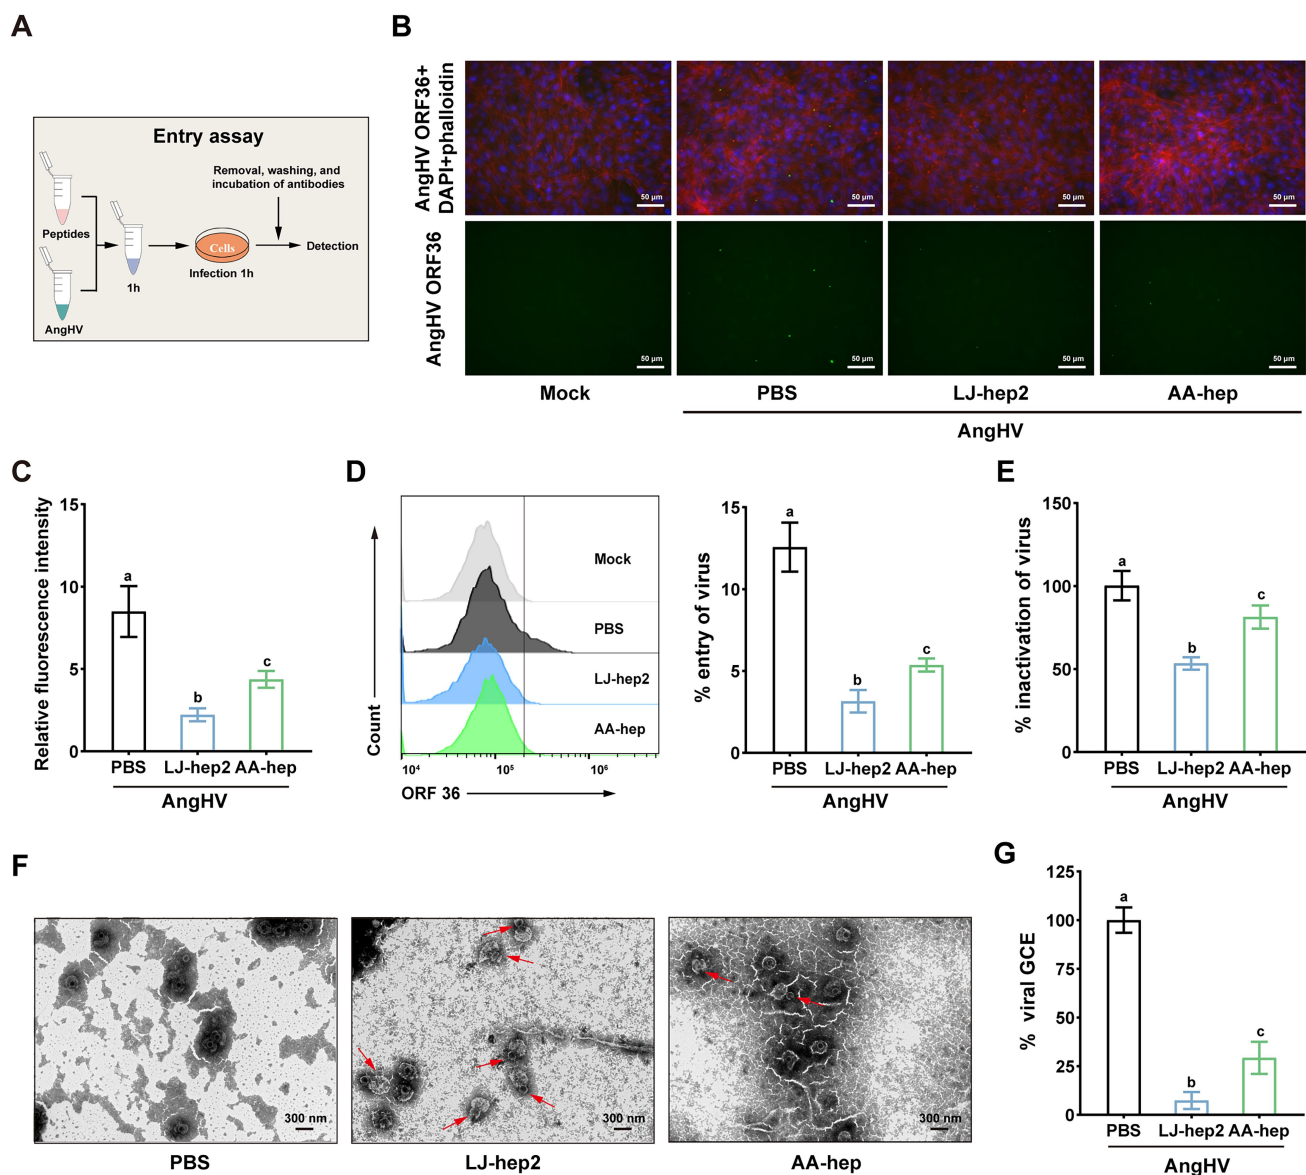 A
Entry assay
Removal, washing, and
incubation of antibodies
Peptides
Cells
Detection
Infection 1h
1h
AngHV
B
AngHV ORF36+
DAPI+phalloidin
50 μm
50 μm
50 μm
50 μm
AngHV ORF36
50 μm
50 μm
50 μm
50 μm
Mock
PBS
LJ-hep2
AA-hep
AngHV
C
Relative fluorescence intensity
15
10
5
0
a
b
c
PBS
LJ-hep2
AA-hep
AngHV
D
Count
Mock
PBS
LJ-hep2
AA-hep
10⁴
10⁵
10⁶
ORF 36
% entry of virus
15
10
5
0
a
b
c
PBS
LJ-hep2
AA-hep
AngHV
E
% inactivation of virus
150
100
50
0
a
b
c
PBS
LJ-hep2
AA-hep
AngHV
F
300 nm
300 nm
300 nm
PBS
LJ-hep2
AA-hep
G
% viral GCE
125
100
75
50
25
0
a
b
c
PBS
LJ-hep2
AA-hep
AngHV